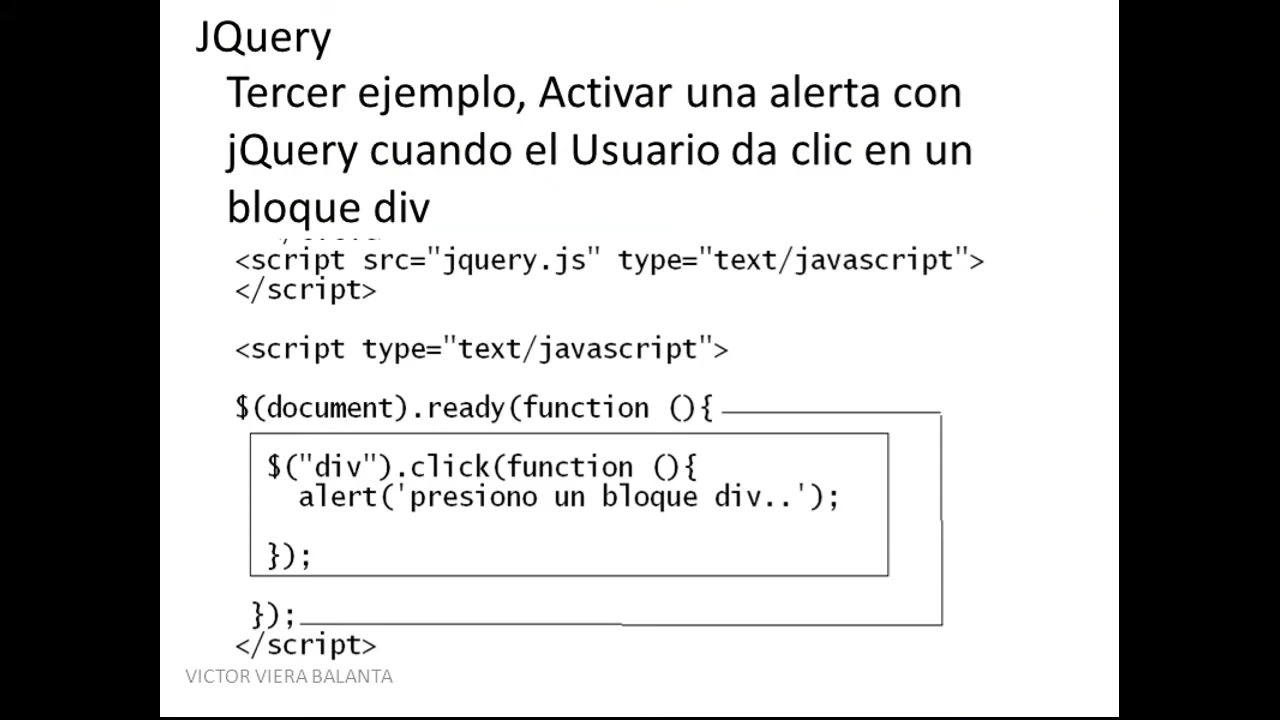 JQuery
Tercer ejemplo, Activar una alerta con
jQuery cuando el Usuario da clic en un
bloque div
<script src="jquery.js" type="text/javascript">
</script>
<script type="text/javascript">
$(document).ready(function (){
$("div").click(function (){
alert('presiono un bloque div..');
});
});
</script>
VICTOR VIERA BALANTA